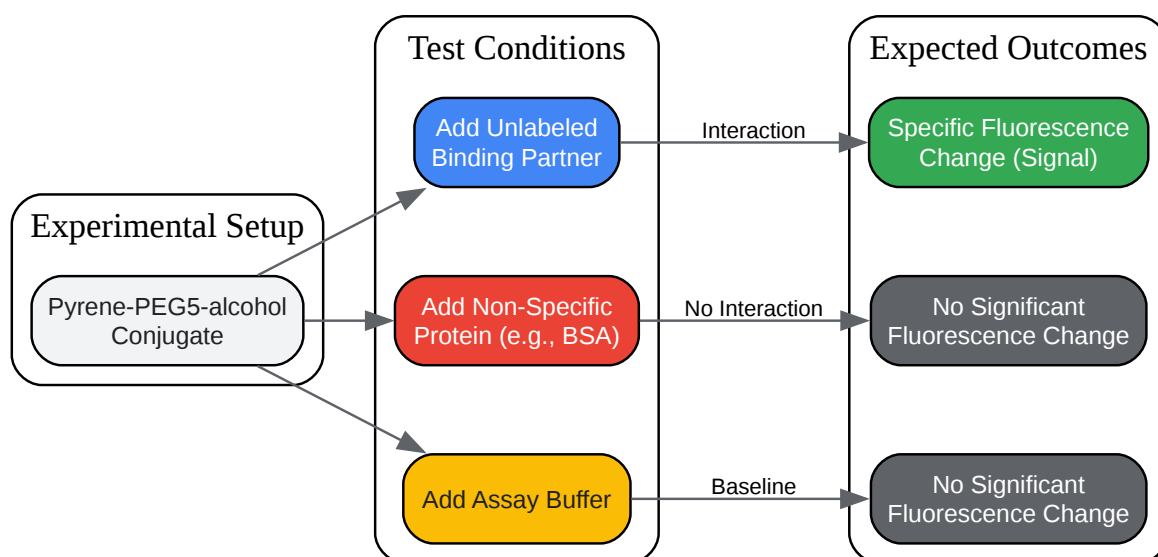 Experimental Setup
Pyrene-PEG5-alcohol
Conjugate
Test Conditions
Add Unlabeled
Binding Partner
Add Non-Specific
Protein (e.g., BSA)
Add Assay Buffer
Interaction
No Interaction
Baseline
Expected Outcomes
Specific Fluorescence
Change (Signal)
No Significant
Fluorescence Change
No Significant
Fluorescence Change